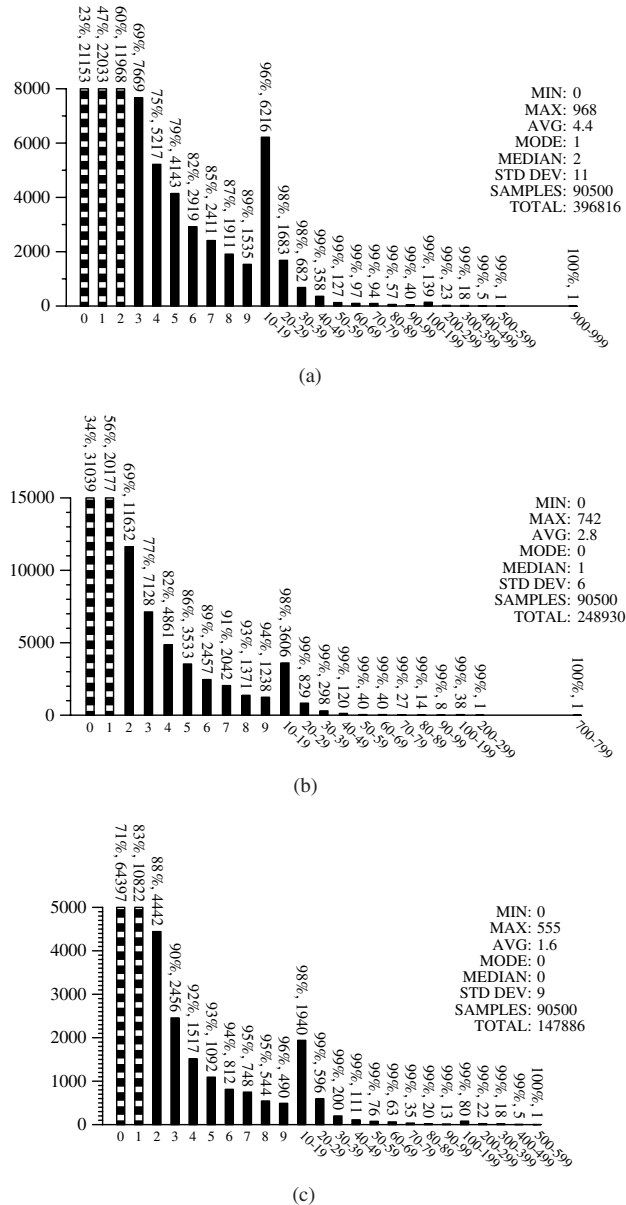 23%, 21153
47%, 22033
60%, 11968
69%, 7669
75%, 5217
79%, 4143
82%, 2919
85%, 2411
87%, 1911
89%, 1535
96%, 6216
98%, 1683
98%, 682
99%, 358
99%, 127
99%, 97
99%, 94
99%, 57
99%, 40
99%, 139
99%, 23
99%, 18
99%, 5
99%, 1
100%, 1
8000
6000
4000
2000
0
MIN: 0
MAX: 968
AVG: 4.4
MODE: 1
MEDIAN: 2
STD DEV: 11
SAMPLES: 90500
TOTAL: 396816
0 1 2 3 4 5 6 7 8 9 10-19 20-29 30-39 40-49 50-59 60-69 70-79 80-89 90-99 100-199 200-299 300-399 400-499 500-599 900-999
(a)
34%, 31039
56%, 20177
69%, 11632
77%, 7128
82%, 4861
86%, 3533
89%, 2457
91%, 2042
93%, 1371
94%, 1238
98%, 3606
99%, 829
99%, 298
99%, 120
99%, 40
99%, 40
99%, 27
99%, 14
99%, 8
99%, 38
99%, 1
100%, 1
15000
10000
5000
0
MIN: 0
MAX: 742
AVG: 2.8
MODE: 0
MEDIAN: 1
STD DEV: 6
SAMPLES: 90500
TOTAL: 248930
0 1 2 3 4 5 6 7 8 9 10-19 20-29 30-39 40-49 50-59 60-69 70-79 80-89 90-99 100-199 200-299 700-799
(b)
71%, 64397
83%, 10822
88%, 4442
90%, 2456
92%, 1517
93%, 1092
94%, 812
95%, 748
95%, 544
96%, 490
98%, 1940
99%, 596
99%, 200
99%, 111
99%, 76
99%, 63
99%, 35
99%, 20
99%, 13
99%, 80
99%, 22
99%, 18
99%, 5
100%, 1
5000
4000
3000
2000
1000
0
MIN: 0
MAX: 555
AVG: 1.6
MODE: 0
MEDIAN: 0
STD DEV: 9
SAMPLES: 90500
TOTAL: 147886
0 1 2 3 4 5 6 7 8 9 10-19 20-29 30-39 40-49 50-59 60-69 70-79 80-89 90-99 100-199 200-299 300-399 400-499 500-599
(c)